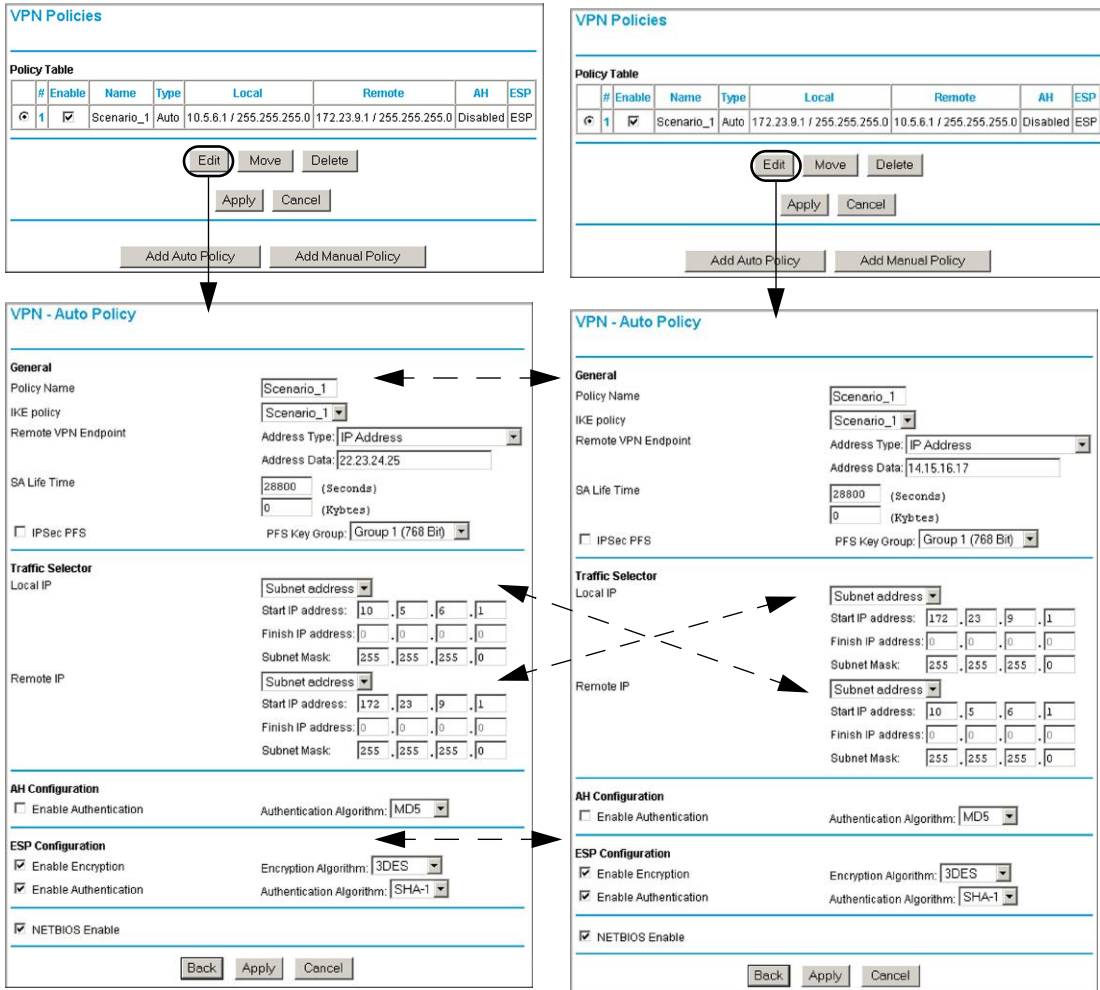 VPN Policies
Policy Table
# Enable Name Type Local Remote AH ESP
1 Scenario_1 Auto 10.5.6.1 / 255.255.255.0 172.23.9.1 / 255.255.255.0 Disabled ESP
Edit Move Delete
Apply Cancel
Add Auto Policy Add Manual Policy
VPN - Auto Policy
General
Policy Name Scenario_1
IKE policy Scenario_1
Remote VPN Endpoint Address Type: IP Address
Address Data: 22.23.24.25
SA Life Time 28800 (Seconds)
0 (Kybtes)
IPSec PFS PFS Key Group: Group 1 (768 Bit)
Traffic Selector
Local IP Subnet address
Start IP address: 10 . 5 . 6 . 1
Finish IP address: 0 . 0 . 0 . 0
Subnet Mask: 255 . 255 . 255 . 0
Remote IP Subnet address
Start IP address: 172 . 23 . 9 . 1
Finish IP address: 0 . 0 . 0 . 0
Subnet Mask: 255 . 255 . 255 . 0
AH Configuration
Enable Authentication Authentication Algorithm: MD5
ESP Configuration
Enable Encryption Encryption Algorithm: 3DES
Enable Authentication Authentication Algorithm: SHA-1
NETBIOS Enable
Back Apply Cancel
VPN Policies
Policy Table
# Enable Name Type Local Remote AH ESP
1 Scenario_1 Auto 172.23.9.1 / 255.255.255.0 10.5.6.1 / 255.255.255.0 Disabled ESP
Edit Move Delete
Apply Cancel
Add Auto Policy Add Manual Policy
VPN - Auto Policy
General
Policy Name Scenario_1
IKE policy Scenario_1
Remote VPN Endpoint Address Type: IP Address
Address Data: 14.15.16.17
SA Life Time 28800 (Seconds)
0 (Kybtes)
IPSec PFS PFS Key Group: Group 1 (768 Bit)
Traffic Selector
Local IP Subnet address
Start IP address: 172 . 23 . 9 . 1
Finish IP address: 0 . 0 . 0 . 0
Subnet Mask: 255 . 255 . 255 . 0
Remote IP Subnet address
Start IP address: 10 . 5 . 6 . 1
Finish IP address: 0 . 0 . 0 . 0
Subnet Mask: 255 . 255 . 255 . 0
AH Configuration
Enable Authentication Authentication Algorithm: MD5
ESP Configuration
Enable Encryption Encryption Algorithm: 3DES
Enable Authentication Authentication Algorithm: SHA-1
NETBIOS Enable
Back Apply Cancel